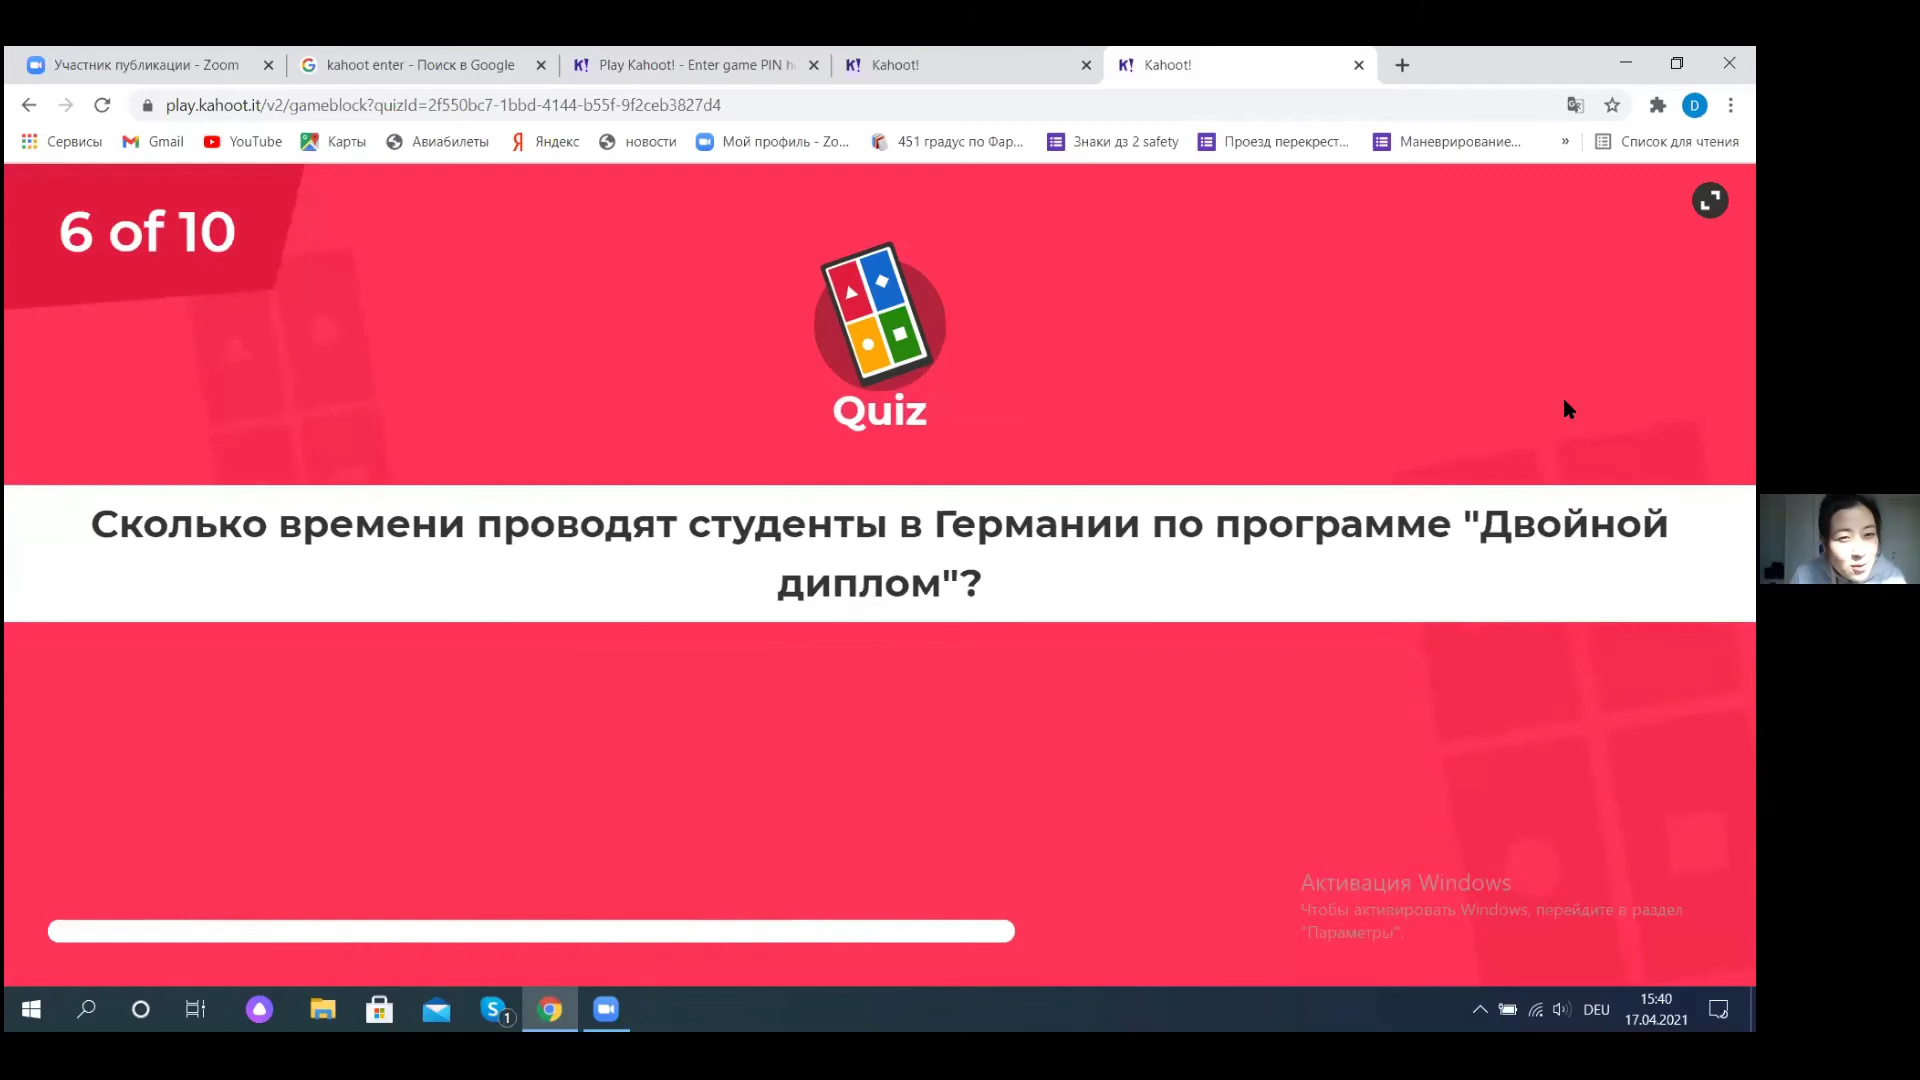 Участник публикации - Zoom
kahoot enter - Поиск в Google
Play Kahoot! - Enter game PIN h
Kahoot!
Kahoot!
play.kahoot.it/v2/gameblock?quizId=2f550bc7-1bbd-4144-b55f-9f2ceb3827d4
D
Сервисы
Gmail
YouTube
Карты
Авиабилеты
Яндекс
новости
Мой профиль - Zo...
451 градус по Фар...
Знаки дз 2 safety
Проезд перекрест...
Маневрирование...
»
Список для чтения
6 of 10
Quiz
Сколько времени проводят студенты в Германии по программе "Двойной
диплом"?
Активация Windows
Чтобы активировать Windows, перейдите в раздел
"Параметры".
1
DEU
15:40
17.04.2021